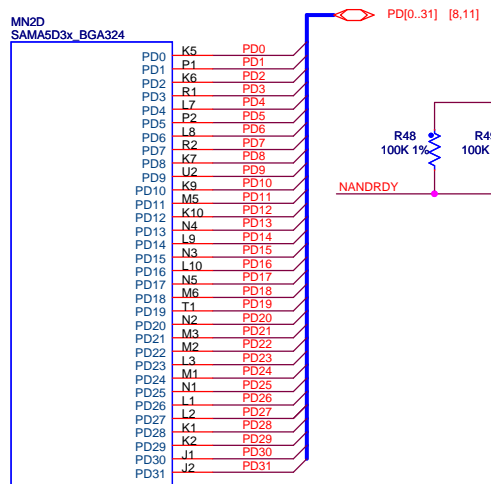 MN2D
SAMA5D3x_BGA324
PD[0..31] [8,11]
PD0 K5 PD0
PD1 P1 PD1
PD2 K6 PD2
PD3 R1 PD3
PD4 L7 PD4
PD5 P2 PD5
PD6 L8 PD6
PD7 R2 PD7
PD8 K7 PD8
PD9 U2 PD9
PD10 K9 PD10
PD11 M5 PD11
PD12 K10 PD12
PD13 N4 PD13
PD14 L9 PD14
PD15 N3 PD15
PD16 L10 PD16
PD17 N5 PD17
PD18 M6 PD18
PD19 T1 PD19
PD20 N2 PD20
PD21 M3 PD21
PD22 M2 PD22
PD23 L3 PD23
PD24 M1 PD24
PD25 N1 PD25
PD26 L1 PD26
PD27 L2 PD27
PD28 K1 PD28
PD29 K2 PD29
PD30 J1 PD30
PD31 J2 PD31
R48
100K 1%
100K
NANDRDY